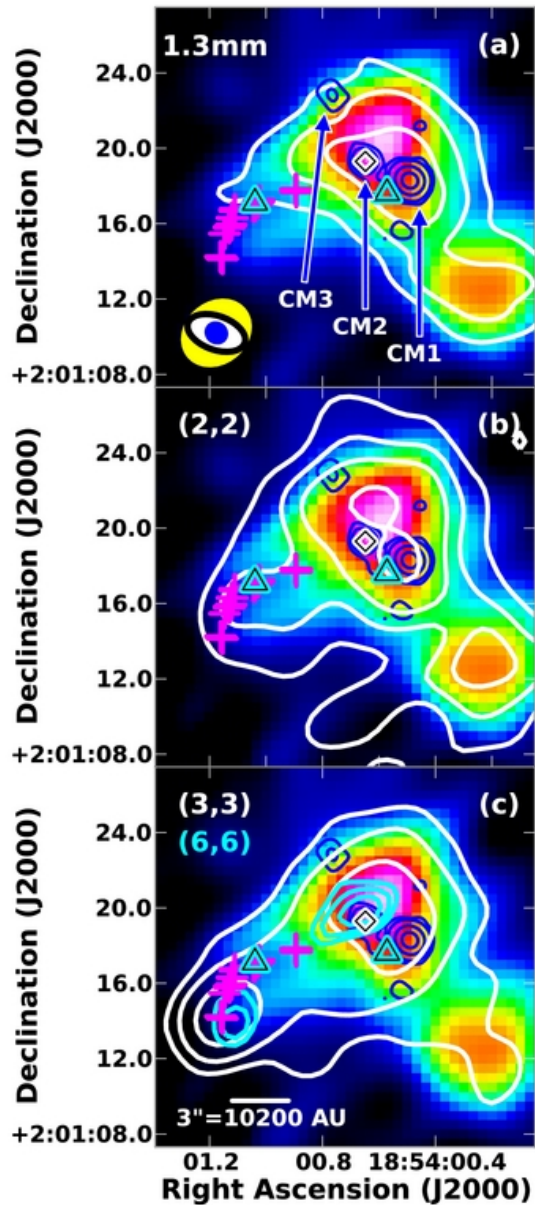 1.3mm (a)
24.0
20.0
16.0
12.0
+2:01:08.0
Declination (J2000)
CM3
CM2
CM1
(2,2) (b)
24.0
20.0
16.0
12.0
+2:01:08.0
Declination (J2000)
(3,3) (c)
(6,6)
24.0
20.0
16.0
12.0
+2:01:08.0
Declination (J2000)
3"=10200 AU
01.2 00.8 18:54:00.4
Right Ascension (J2000)